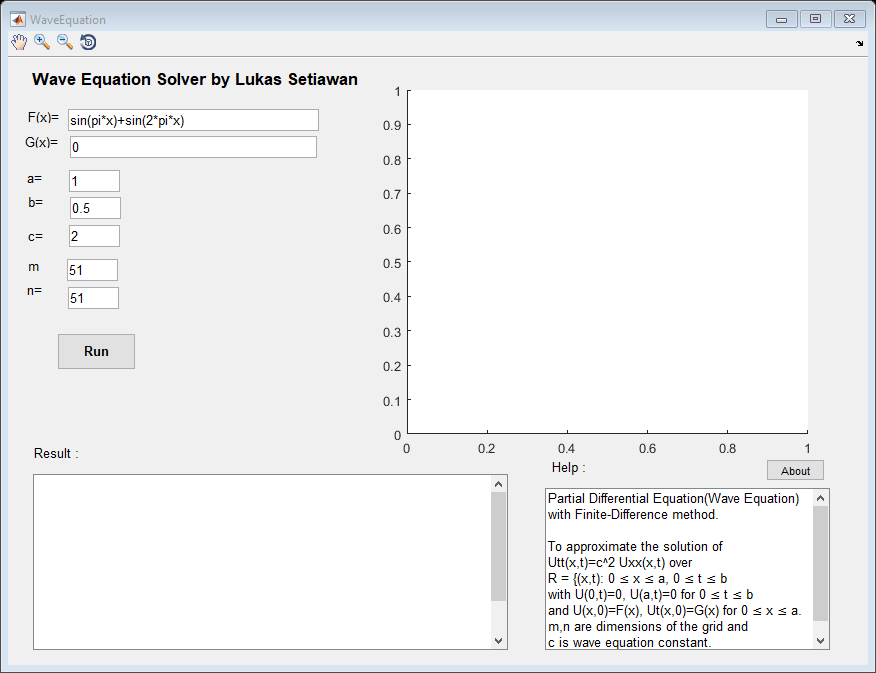 WaveEquation
Wave Equation Solver by Lukas Setiawan
F(x)= sin(pi*x)+sin(2*pi*x)
G(x)= 0
a= 1
b= 0.5
c= 2
m 51
n= 51
Run
1
0.9
0.8
0.7
0.6
0.5
0.4
0.3
0.2
0.1
0
0 0.2 0.4 0.6 0.8 1
Result :
Help :
About
Partial Differential Equation(Wave Equation)
with Finite-Difference method.
To approximate the solution of
Utt(x,t)=c^2 Uxx(x,t) over
R = {(x,t): 0 ≤ x ≤ a, 0 ≤ t ≤ b
with U(0,t)=0, U(a,t)=0 for 0 ≤ t ≤ b
and U(x,0)=F(x), Ut(x,0)=G(x) for 0 ≤ x ≤ a.
m,n are dimensions of the grid and
c is wave equation constant.